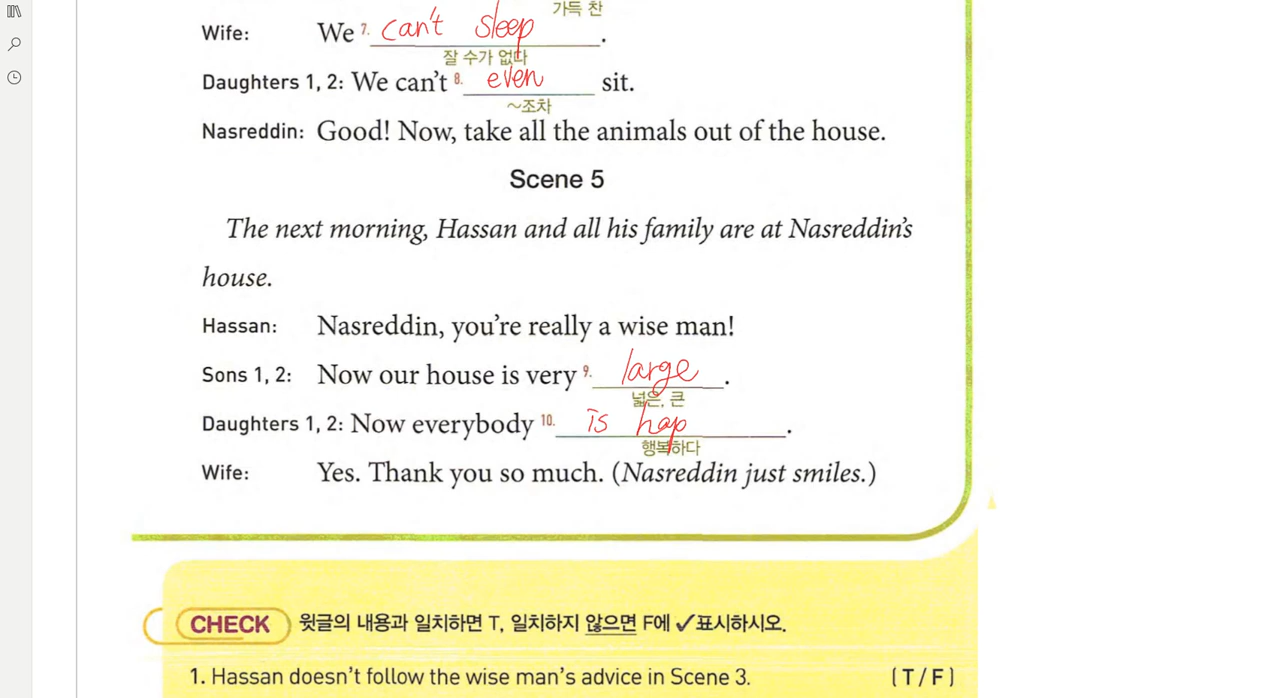 가득 찬
Wife: We 7. can't sleep .
잘 수가 없다
Daughters 1, 2: We can't 8. even sit.
~조차
Nasreddin: Good! Now, take all the animals out of the house.
Scene 5
The next morning, Hassan and all his family are at Nasreddin's
house.
Hassan: Nasreddin, you're really a wise man!
Sons 1, 2: Now our house is very 9. large .
넓은, 큰
Daughters 1, 2: Now everybody 10. is hap .
행복하다
Wife: Yes. Thank you so much. (Nasreddin just smiles.)
CHECK 윗글의 내용과 일치하면 T, 일치하지 않으면 F에 ✓표시하시오.
1. Hassan doesn't follow the wise man's advice in Scene 3. [ T / F ]